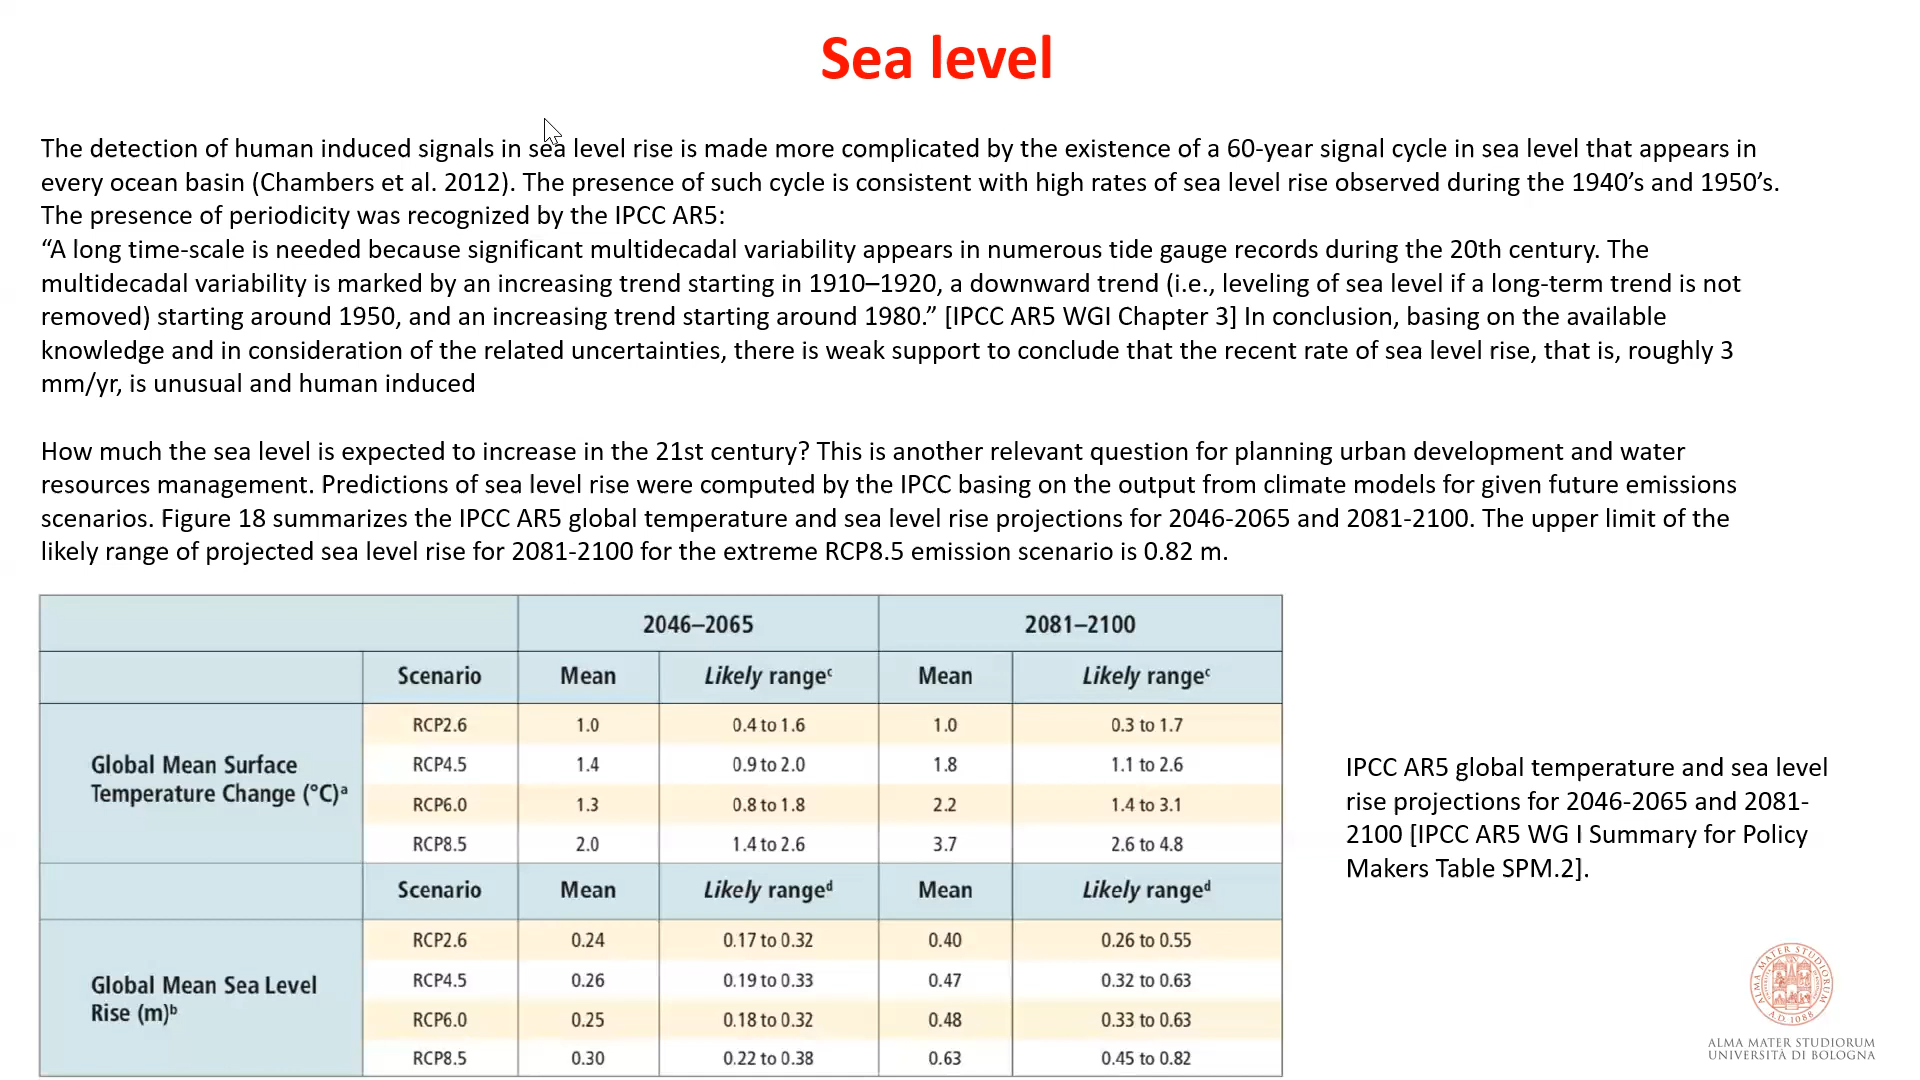 Sea level
The detection of human induced signals in sea level rise is made more complicated by the existence of a 60-year signal cycle in sea level that appears in
every ocean basin (Chambers et al. 2012). The presence of such cycle is consistent with high rates of sea level rise observed during the 1940’s and 1950’s.
The presence of periodicity was recognized by the IPCC AR5:
“A long time-scale is needed because significant multidecadal variability appears in numerous tide gauge records during the 20th century. The
multidecadal variability is marked by an increasing trend starting in 1910–1920, a downward trend (i.e., leveling of sea level if a long-term trend is not
removed) starting around 1950, and an increasing trend starting around 1980.” [IPCC AR5 WGI Chapter 3] In conclusion, basing on the available
knowledge and in consideration of the related uncertainties, there is weak support to conclude that the recent rate of sea level rise, that is, roughly 3
mm/yr, is unusual and human induced
How much the sea level is expected to increase in the 21st century? This is another relevant question for planning urban development and water
resources management. Predictions of sea level rise were computed by the IPCC basing on the output from climate models for given future emissions
scenarios. Figure 18 summarizes the IPCC AR5 global temperature and sea level rise projections for 2046-2065 and 2081-2100. The upper limit of the
likely range of projected sea level rise for 2081-2100 for the extreme RCP8.5 emission scenario is 0.82 m.
2046–2065 2081–2100
Scenario Mean Likely rangeᶜ Mean Likely rangeᶜ
Global Mean Surface
Temperature Change (°C)ᵃ
RCP2.6 1.0 0.4 to 1.6 1.0 0.3 to 1.7
RCP4.5 1.4 0.9 to 2.0 1.8 1.1 to 2.6
RCP6.0 1.3 0.8 to 1.8 2.2 1.4 to 3.1
RCP8.5 2.0 1.4 to 2.6 3.7 2.6 to 4.8
Scenario Mean Likely rangeᵈ Mean Likely rangeᵈ
Global Mean Sea Level
Rise (m)ᵇ
RCP2.6 0.24 0.17 to 0.32 0.40 0.26 to 0.55
RCP4.5 0.26 0.19 to 0.33 0.47 0.32 to 0.63
RCP6.0 0.25 0.18 to 0.32 0.48 0.33 to 0.63
RCP8.5 0.30 0.22 to 0.38 0.63 0.45 to 0.82
IPCC AR5 global temperature and sea level
rise projections for 2046-2065 and 2081-
2100 [IPCC AR5 WG I Summary for Policy
Makers Table SPM.2].
ALMA MATER STUDIORUM
A.D. 1088
ALMA MATER STUDIORUM
UNIVERSITÀ DI BOLOGNA